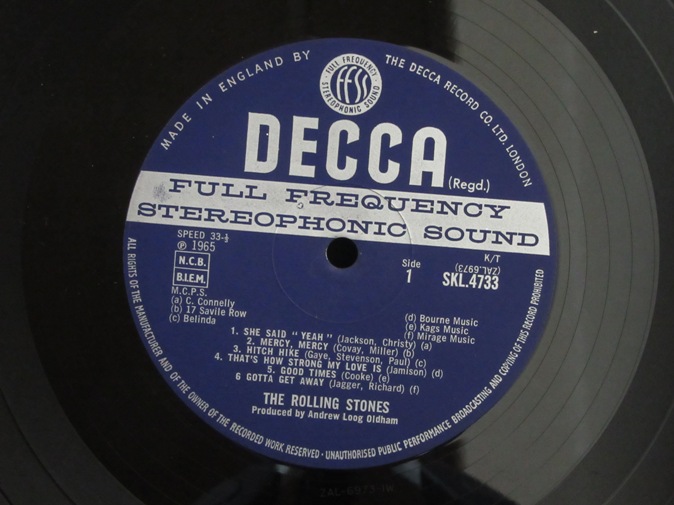 MADE IN ENGLAND BY
THE DECCA RECORD CO. LTD. LONDON
FULL FREQUENCY
FFSS
STEREOPHONIC SOUND
DECCA
(Regd.)
FULL FREQUENCY
STEREOPHONIC SOUND
SPEED 33-⅓
℗ 1965
N.C.B.
B.I.E.M.
M.C.P.S.
(a) C. Connelly
(b) 17 Savile Row
(c) Belinda
Side
1
K/T
(ZAL.6973)
SKL.4733
(d) Bourne Music
(e) Kags Music
(f) Mirage Music
1. SHE SAID "YEAH" (Jackson, Christy) (a)
2. MERCY, MERCY (Covay, Miller) (b)
3. HITCH HIKE (Gaye, Stevenson, Paul) (c)
4. THAT'S HOW STRONG MY LOVE IS (Jamison) (d)
5. GOOD TIMES (Cooke) (e)
6 GOTTA GET AWAY (Jagger, Richard) (f)
THE ROLLING STONES
Produced by Andrew Loog Oldham
ALL RIGHTS OF THE MANUFACTURER AND OF THE OWNER OF THE RECORDED WORK RESERVED · UNAUTHORISED PUBLIC PERFORMANCE BROADCASTING AND COPYING OF THIS RECORD PROHIBITED